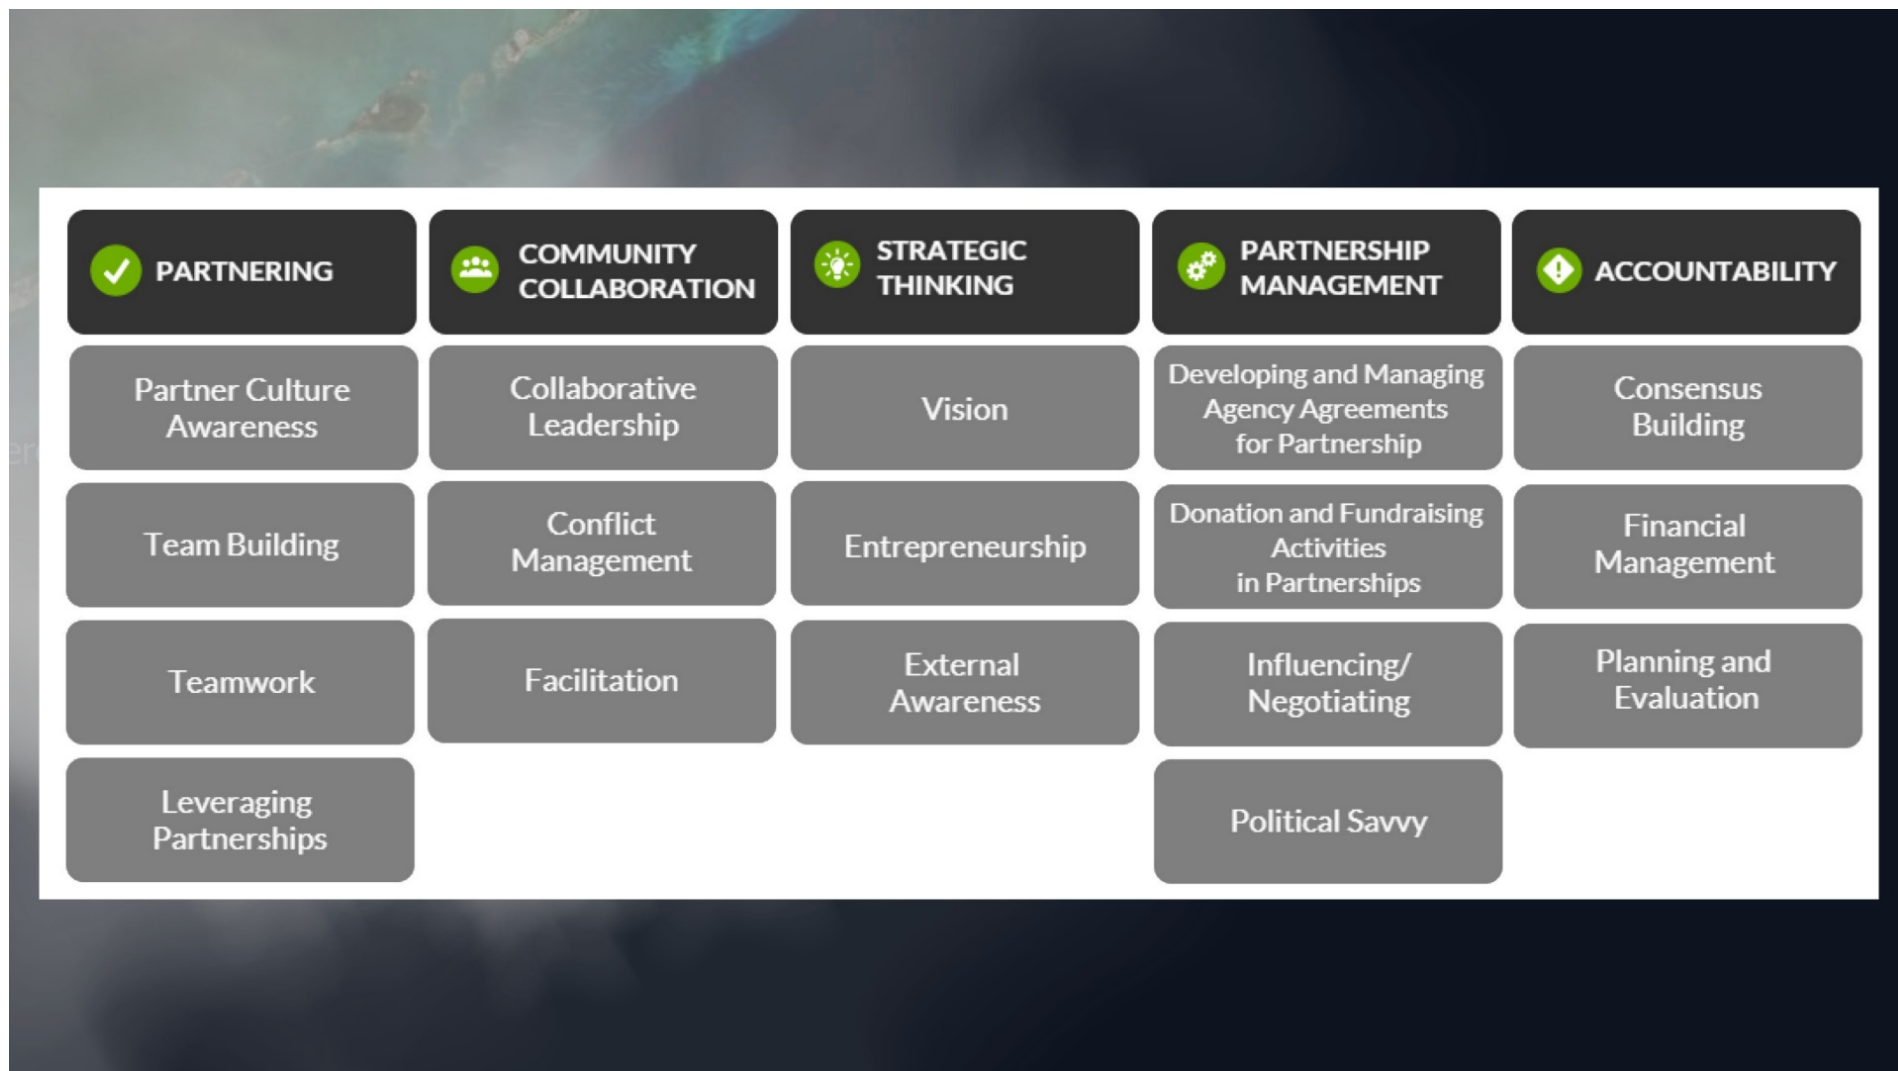 PARTNERING
COMMUNITY
COLLABORATION
STRATEGIC
THINKING
PARTNERSHIP
MANAGEMENT
ACCOUNTABILITY
Partner Culture
Awareness
Collaborative
Leadership
Vision
Developing and Managing
Agency Agreements
for Partnership
Consensus
Building
Team Building
Conflict
Management
Entrepreneurship
Donation and Fundraising
Activities
in Partnerships
Financial
Management
Teamwork
Facilitation
External
Awareness
Influencing/
Negotiating
Planning and
Evaluation
Leveraging
Partnerships
Political Savvy